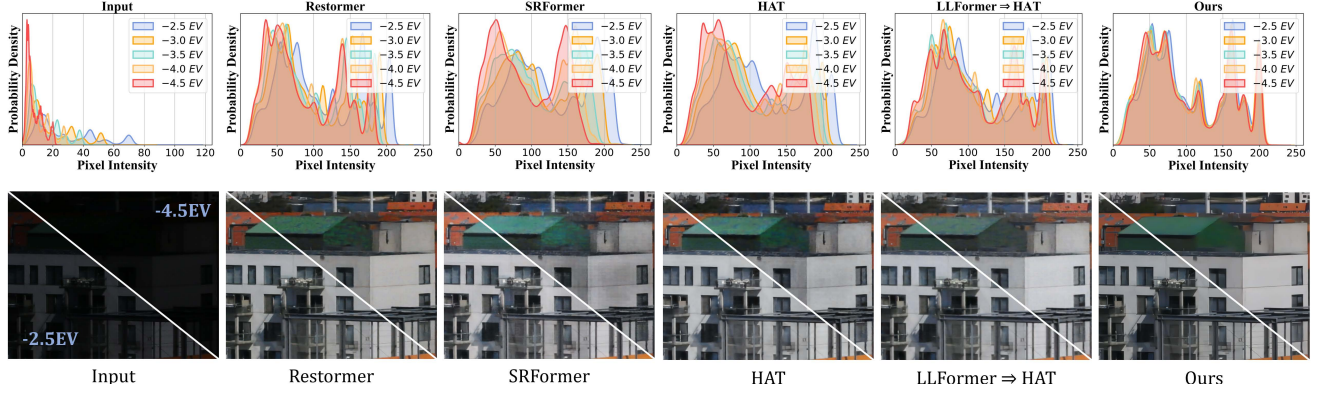 Input
Restormer
SRFormer
HAT
LLFormer ⇒ HAT
Ours
Probability Density
−2.5 EV
−3.0 EV
−3.5 EV
−4.0 EV
−4.5 EV
0 20 40 60 80 100 120
Pixel Intensity
Probability Density
−2.5 EV
−3.0 EV
−3.5 EV
−4.0 EV
−4.5 EV
0 50 100 150 200 250
Pixel Intensity
Probability Density
−2.5 EV
−3.0 EV
−3.5 EV
−4.0 EV
−4.5 EV
0 50 100 150 200 250
Pixel Intensity
Probability Density
−2.5 EV
−3.0 EV
−3.5 EV
−4.0 EV
−4.5 EV
0 50 100 150 200 250
Pixel Intensity
Probability Density
−2.5 EV
−3.0 EV
−3.5 EV
−4.0 EV
−4.5 EV
0 50 100 150 200 250
Pixel Intensity
Probability Density
−2.5 EV
−3.0 EV
−3.5 EV
−4.0 EV
−4.5 EV
0 50 100 150 200 250
Pixel Intensity
-4.5EV
-2.5EV
Input
Restormer
SRFormer
HAT
LLFormer ⇒ HAT
Ours